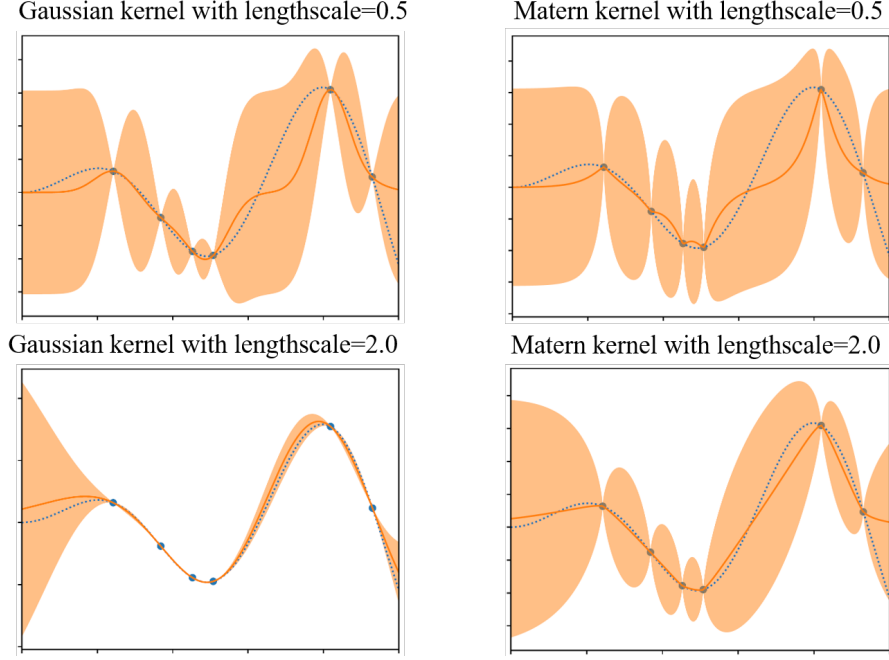 Gaussian kernel with lengthscale=0.5
Matern kernel with lengthscale=0.5
Gaussian kernel with lengthscale=2.0
Matern kernel with lengthscale=2.0